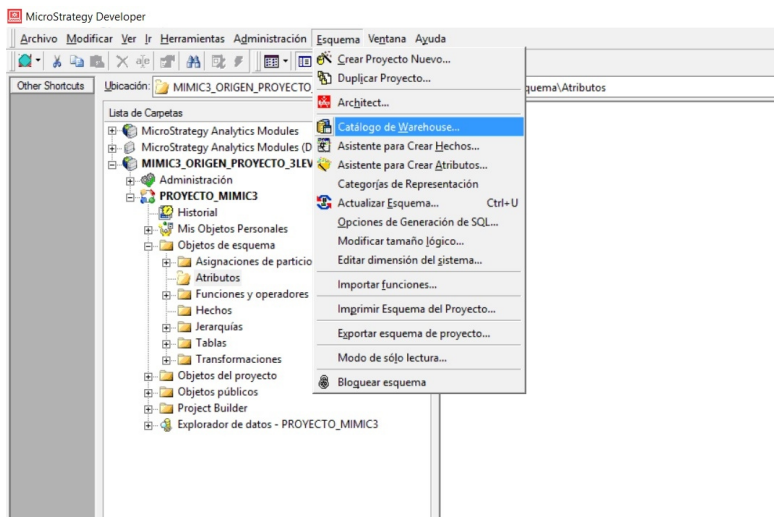 MicroStrategy Developer
Archivo Modificar Ver Ir Herramientas Administración Esquema Ventana Ayuda
Other Shortcuts
Ubicación: MIMIC3_ORIGEN_PROYECTO_
squema\Atributos
Lista de Carpetas
MicroStrategy Analytics Modules
MicroStrategy Analytics Modules (D
MIMIC3_ORIGEN_PROYECTO_3LEV
Administración
PROYECTO_MIMIC3
Historial
Mis Objetos Personales
Objetos de esquema
Asignaciones de particio
Atributos
Funciones y operadores
Hechos
Jerarquías
Tablas
Transformaciones
Objetos del proyecto
Objetos públicos
Project Builder
Explorador de datos - PROYECTO_MIMIC3
Crear Proyecto Nuevo...
Duplicar Proyecto...
Architect...
Catálogo de Warehouse...
Asistente para Crear Hechos...
Asistente para Crear Atributos...
Categorías de Representación
Actualizar Esquema... Ctrl+U
Opciones de Generación de SQL...
Modificar tamaño lógico...
Editar dimensión del sistema...
Importar funciones...
Imprimir Esquema del Proyecto...
Exportar esquema de proyecto...
Modo de sólo lectura...
Bloquear esquema